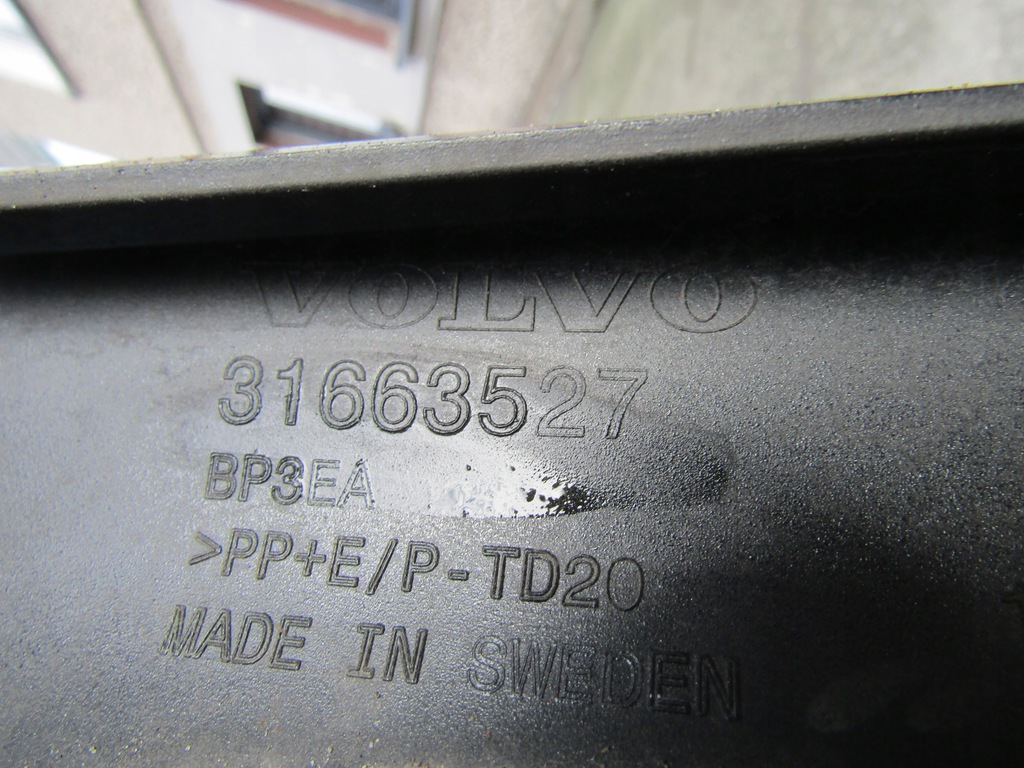 VOLVO
31663527
BP3EA
>PP+E/P-TD20
MADE IN SWEDEN